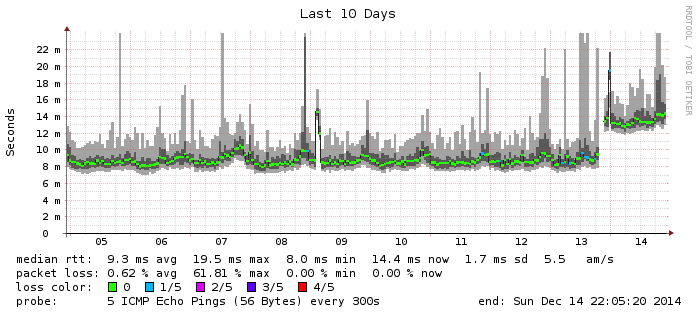 Last 10 Days
RRDTOOL / TOBI OETIKER
Seconds
22 m
20 m
18 m
16 m
14 m
12 m
10 m
8 m
6 m
4 m
2 m
0
05 06 07 08 09 10 11 12 13 14
median rtt: 9.3 ms avg 19.5 ms max 8.0 ms min 14.4 ms now 1.7 ms sd 5.5 am/s
packet loss: 0.62 % avg 61.81 % max 0.00 % min 0.00 % now
loss color: 0 1/5 2/5 3/5 4/5
probe: 5 ICMP Echo Pings (56 Bytes) every 300s end: Sun Dec 14 22:05:20 2014